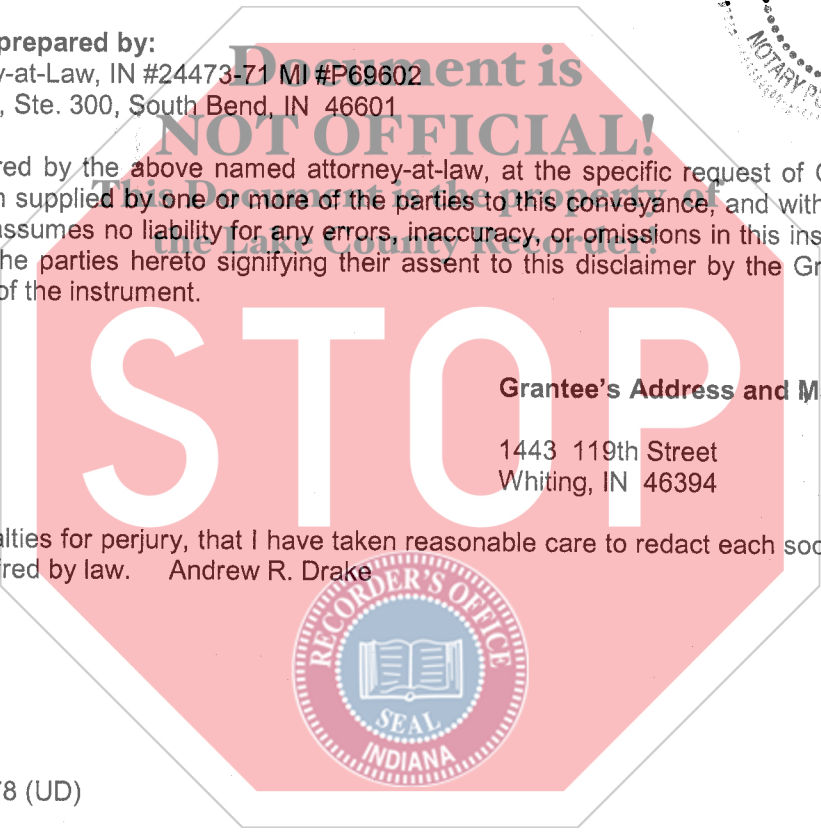 prepared by:
y-at-Law, IN #24473-71 MI #P69602
, Ste. 300, South Bend, IN 46601
Document is
NOT OFFICIAL!
This Document is the property of
the Lake County Recorder!
red by the above named attorney-at-law, at the specific request of
supplied by one or more of the parties to this conveyance, and with
assumes no liability for any errors, inaccuracy, or omissions in this ins
he parties hereto signifying their assent to this disclaimer by the Gr
of the instrument.
STOP
Grantee's Address and M
1443 119th Street
Whiting, IN 46394
alties for perjury, that I have taken reasonable care to redact each soc
red by law. Andrew R. Drake
RECORDER'S OFFICE
SEAL
INDIANA
78 (UD)
NOTARY